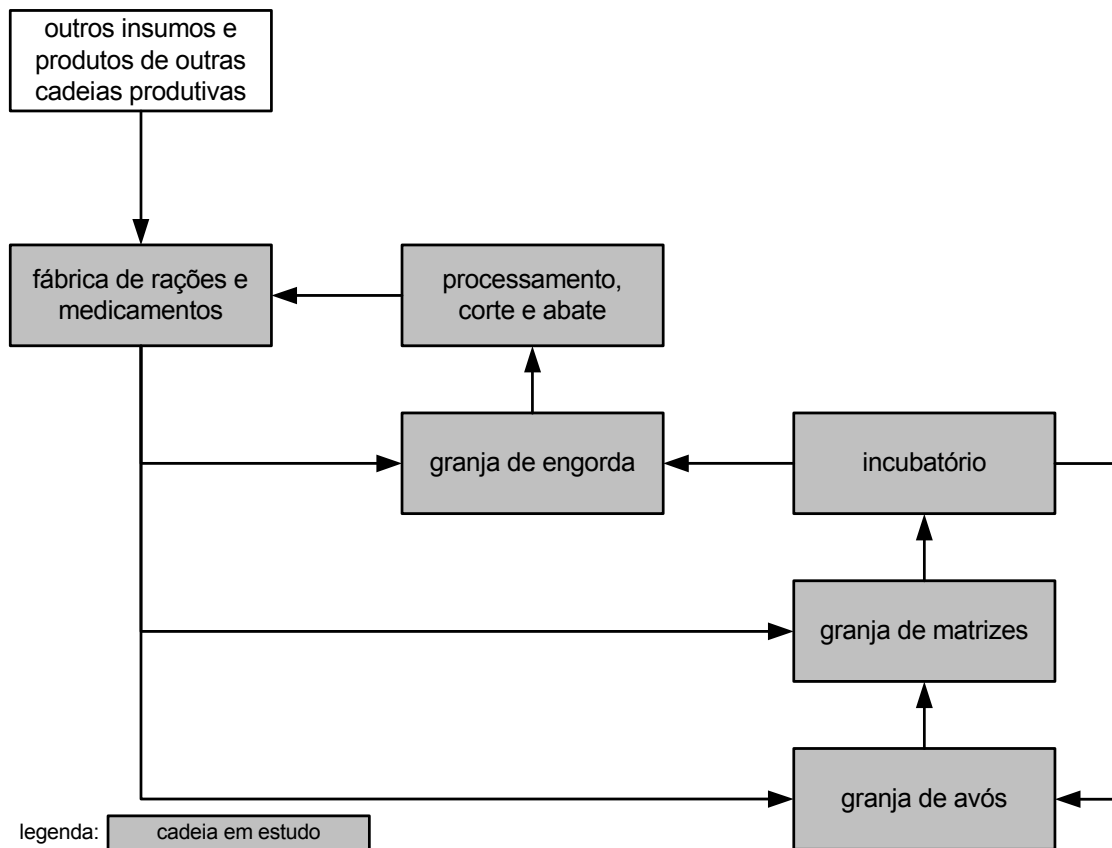 outros insumos e
produtos de outras
cadeias produtivas
fábrica de rações e
medicamentos
processamento,
corte e abate
granja de engorda
incubatório
granja de matrizes
granja de avós
legenda:
cadeia em estudo